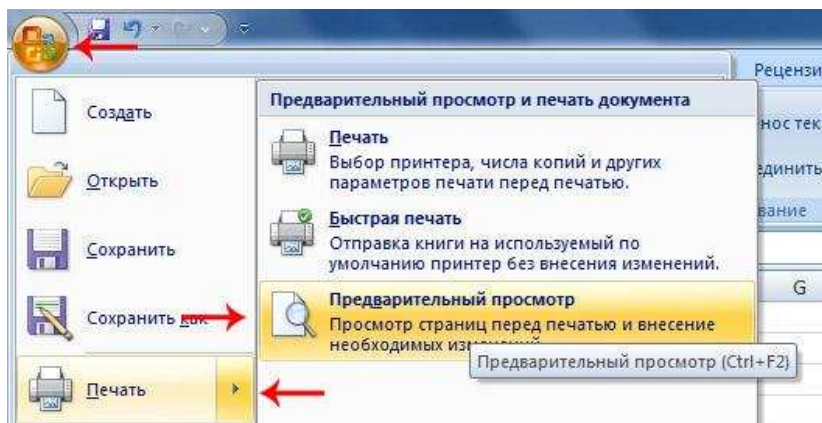 Рецензи
Создать
Предварительный просмотр и печать документа
нос тек
Печать
Выбор принтера, числа копий и других
параметров печати перед печатью.
Открыть
единить
Быстрая печать
вание
Отправка книги на используемый по
умолчанию принтер без внесения изменений.
Сохранить
G
Предварительный просмотр
Сохранить как
Просмотр страниц перед печатью и внесение
необходимых
Предварительный просмотр (Ctrl+F2)
Печать